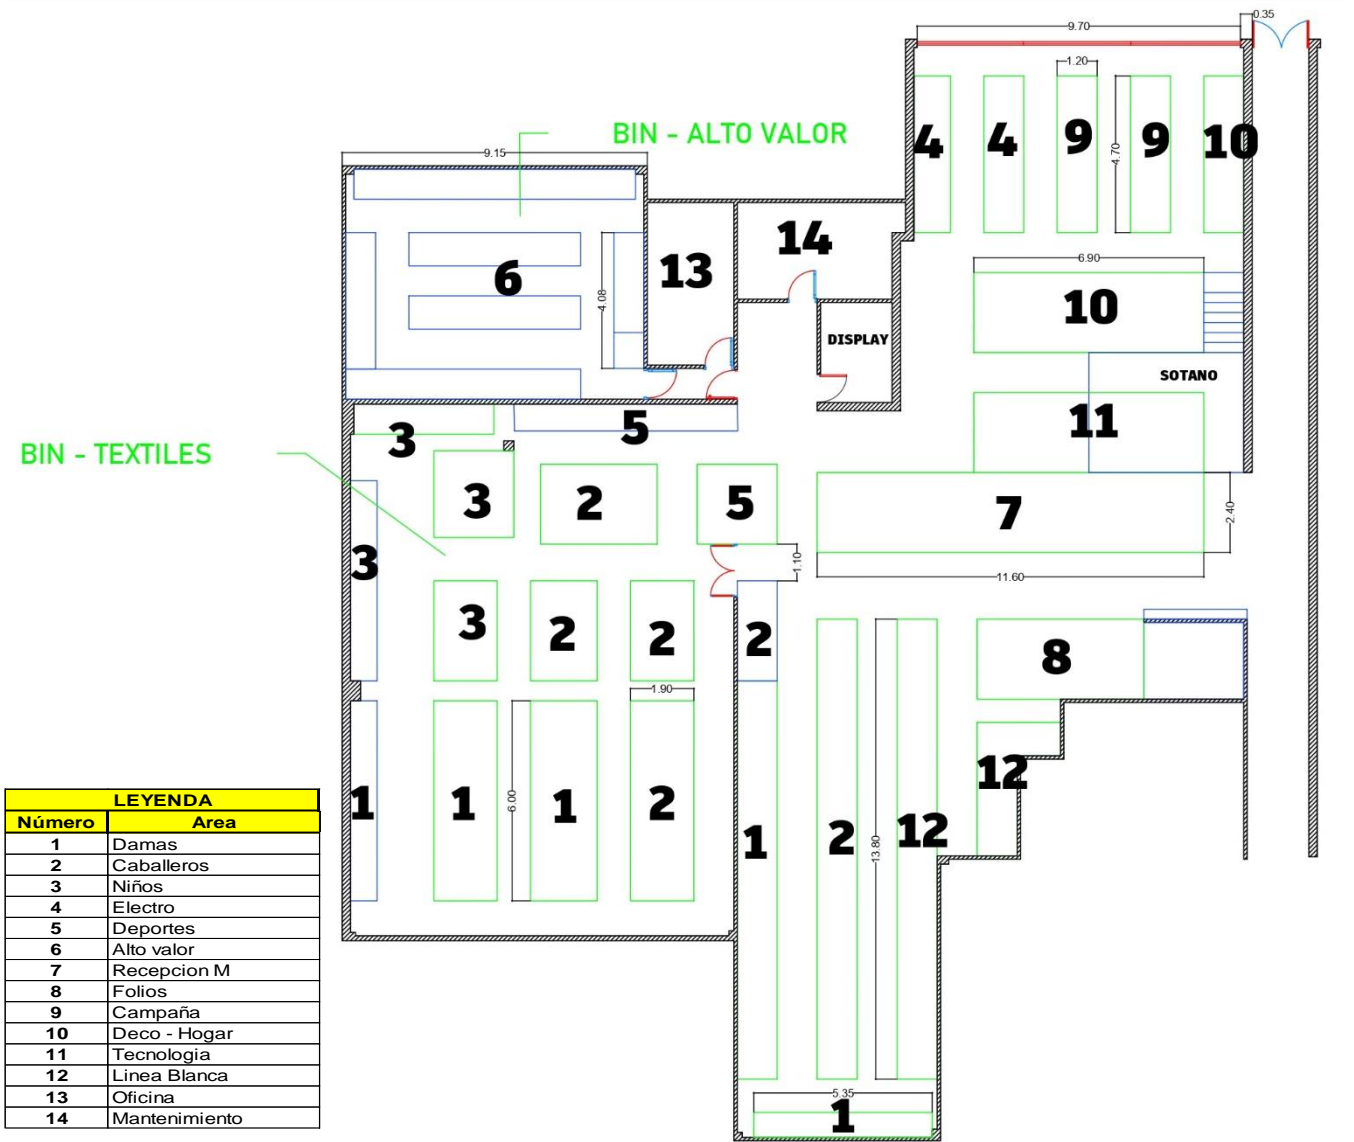 0.35
9.70
1.20
BIN - ALTO VALOR
4
4
9
4.70
9
10
9.15
14
13
6
6.90
4.08
10
DISPLAY
SOTANO
5
3
11
BIN - TEXTILES
3
2
5
7
2.40
3
1.10
11.60
3
2
2
2
8
1.90
12
1
1
6.00
1
2
1
2
13.80
12
5.35
1
LEYENDA
Número Area
1 Damas
2 Caballeros
3 Niños
4 Electro
5 Deportes
6 Alto valor
7 Recepcion M
8 Folios
9 Campaña
10 Deco - Hogar
11 Tecnologia
12 Linea Blanca
13 Oficina
14 Mantenimiento